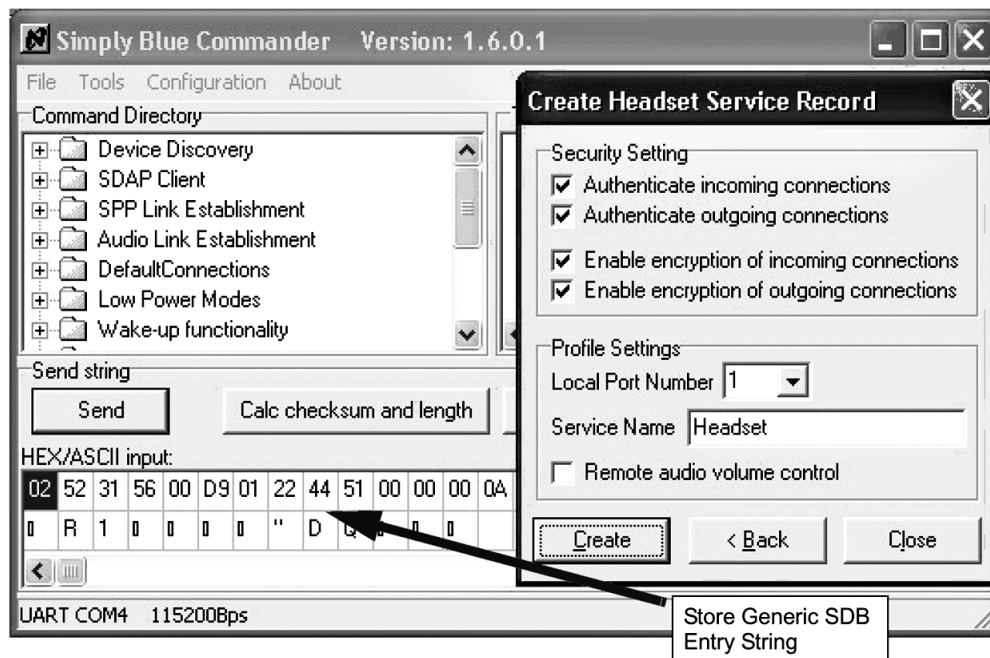 Simply Blue Commander Version: 1.6.0.1
File Tools Configuration About
Command Directory
Device Discovery
SDAP Client
SPP Link Establishment
Audio Link Establishment
DefaultConnections
Low Power Modes
Wake-up functionality
Send string
Send
Calc checksum and length
HEX/ASCII input:
02 52 31 56 00 D9 01 22 44 51 00 00 00 0A
R 1 " D Q
UART COM4 115200Bps
Create Headset Service Record
Security Setting
Authenticate incoming connections
Authenticate outgoing connections
Enable encryption of incoming connections
Enable encryption of outgoing connections
Profile Settings
Local Port Number 1
Service Name Headset
Remote audio volume control
Create
< Back
Close
Store Generic SDB
Entry String